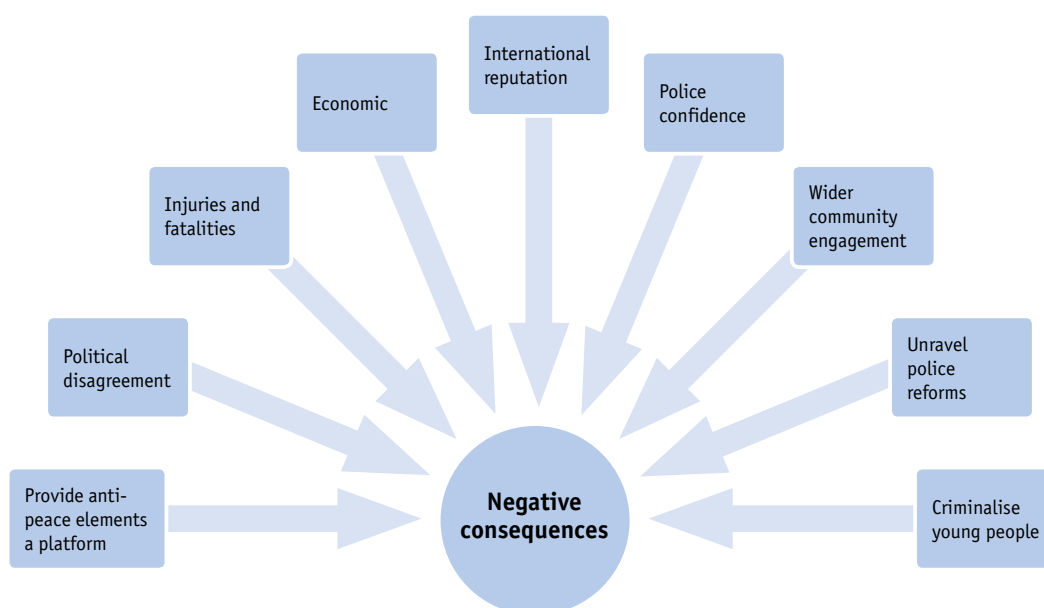 International
reputation
Economic
Police
confidence
Injuries and
fatalities
Wider
community
engagement
Political
disagreement
Unravel
police
reforms
Provide anti-
peace elements
a platform
Negative
consequences
Criminalise
young people